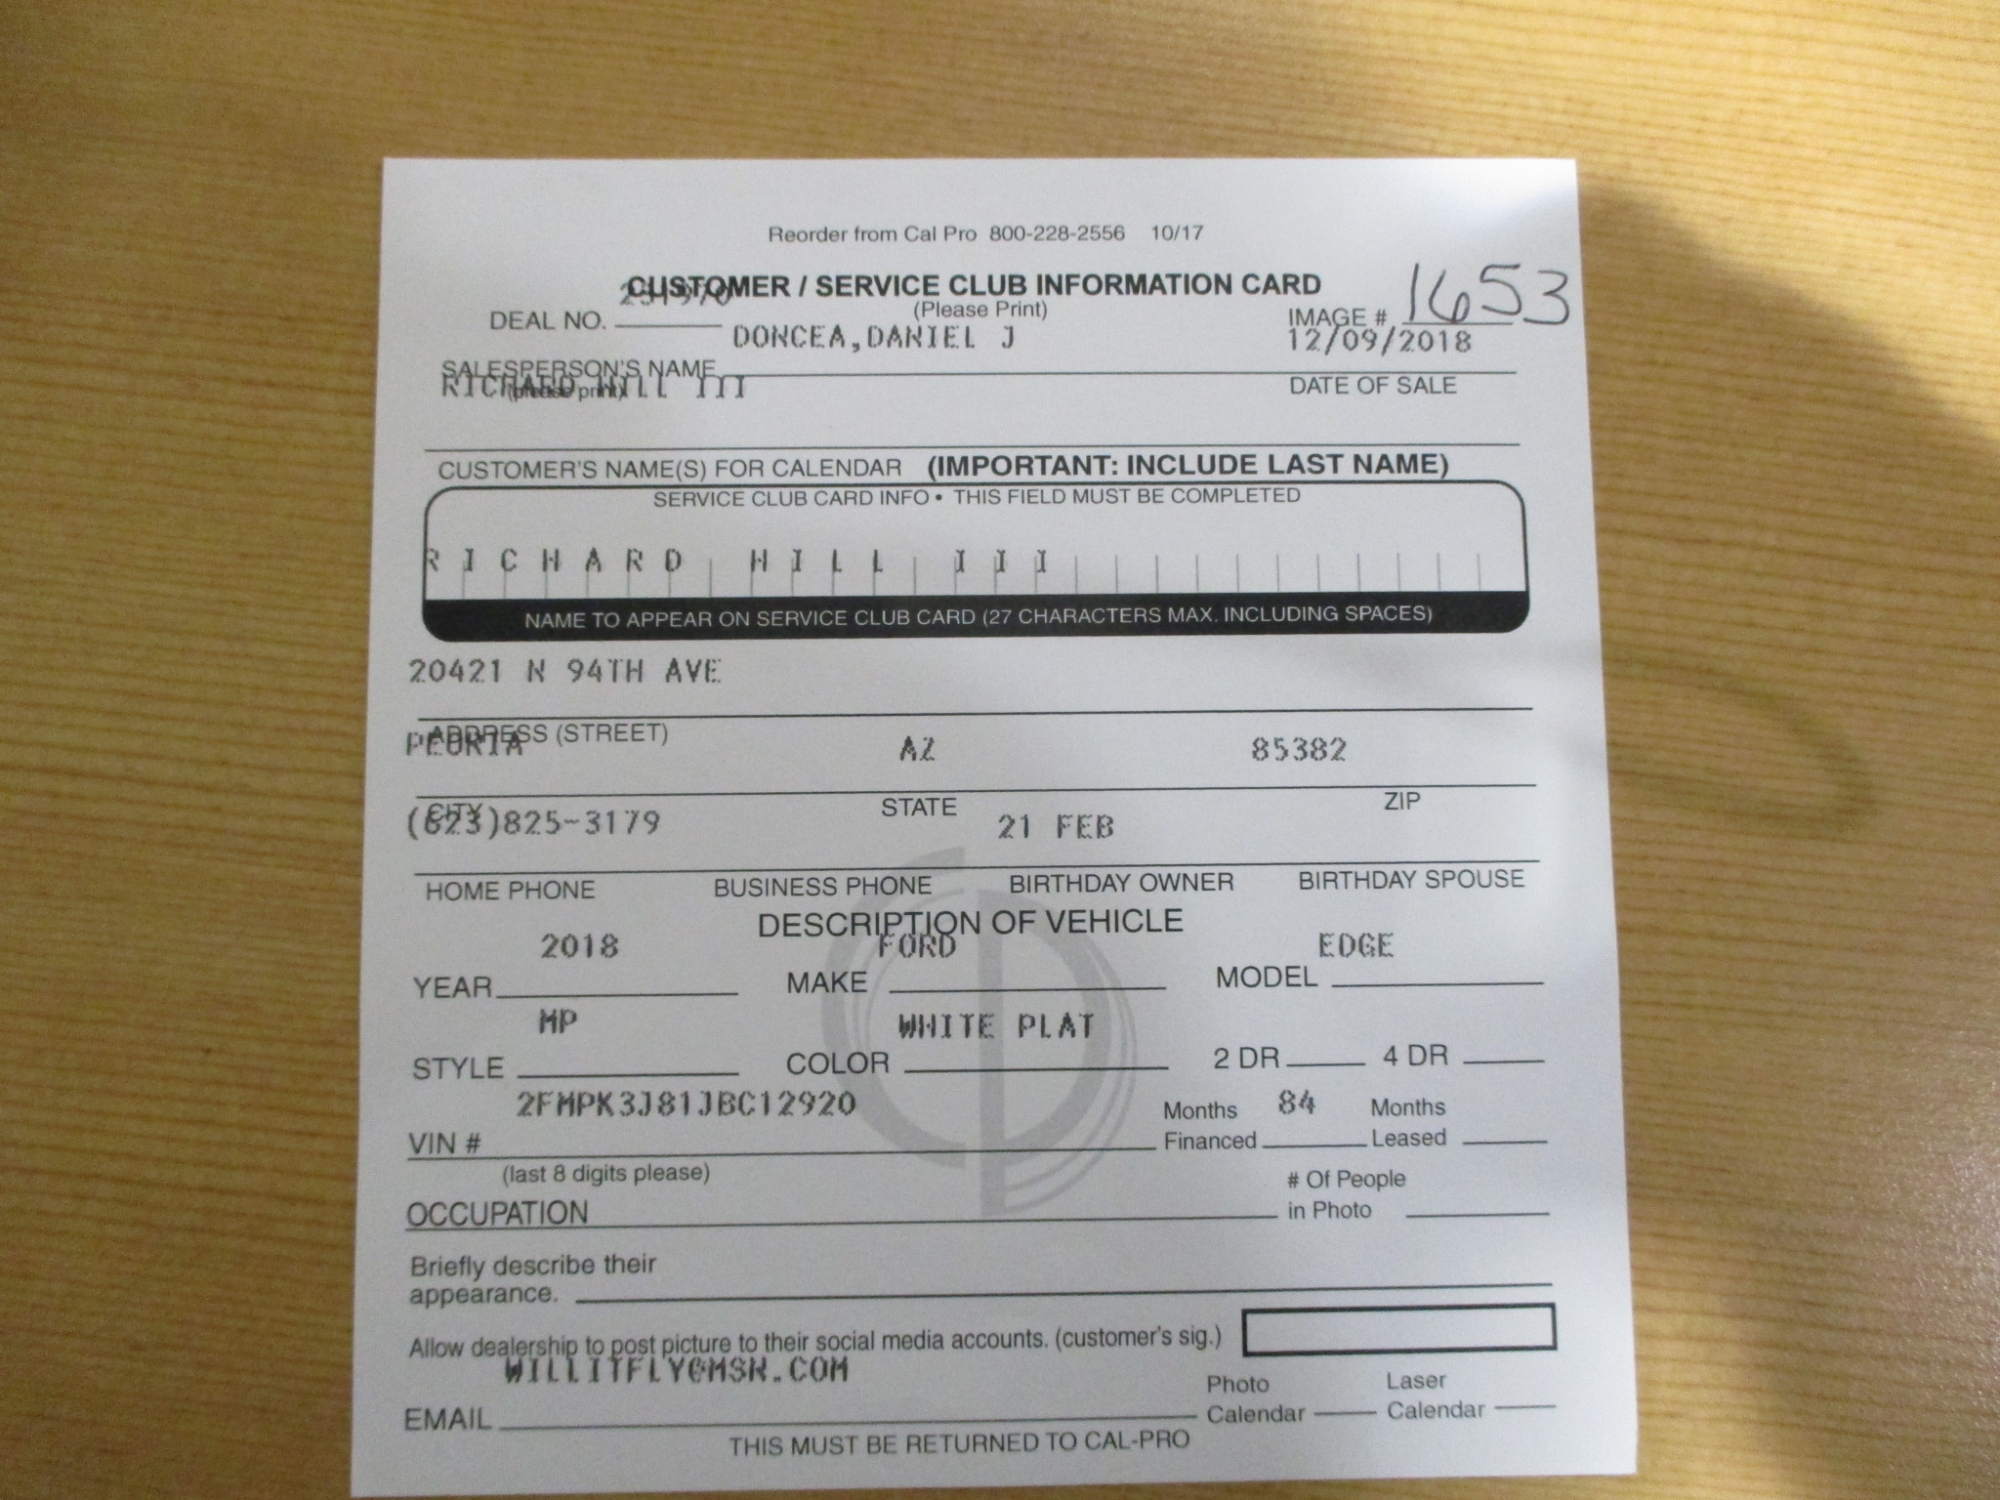 Reorder from Cal Pro 800-228-2556 10/17
CUSTOMER / SERVICE CLUB INFORMATION CARD
(Please Print)
DEAL NO. IMAGE # 1653
DONCEA,DANIEL J 12/09/2018
SALESPERSON'S NAME DATE OF SALE
(please print)
RICHARD HILL III
CUSTOMER'S NAME(S) FOR CALENDAR (IMPORTANT: INCLUDE LAST NAME)
SERVICE CLUB CARD INFO • THIS FIELD MUST BE COMPLETED
RICHARD HILL III
NAME TO APPEAR ON SERVICE CLUB CARD (27 CHARACTERS MAX. INCLUDING SPACES)
20421 N 94TH AVE
ADDRESS (STREET)
PEORIA AZ 85382
CITY STATE ZIP
(623)825-3179 21 FEB
HOME PHONE BUSINESS PHONE BIRTHDAY OWNER BIRTHDAY SPOUSE
DESCRIPTION OF VEHICLE
2018 FORD EDGE
YEAR MAKE MODEL
MP WHITE PLAT
STYLE COLOR 2 DR 4 DR
2FMPK3J81JBC12920 Months 84 Months
VIN # Financed Leased
(last 8 digits please) # Of People
OCCUPATION in Photo
Briefly describe their
appearance.
Allow dealership to post picture to their social media accounts. (customer's sig.)
WILLITFLY@MSN.COM Photo Laser
EMAIL Calendar Calendar
THIS MUST BE RETURNED TO CAL-PRO